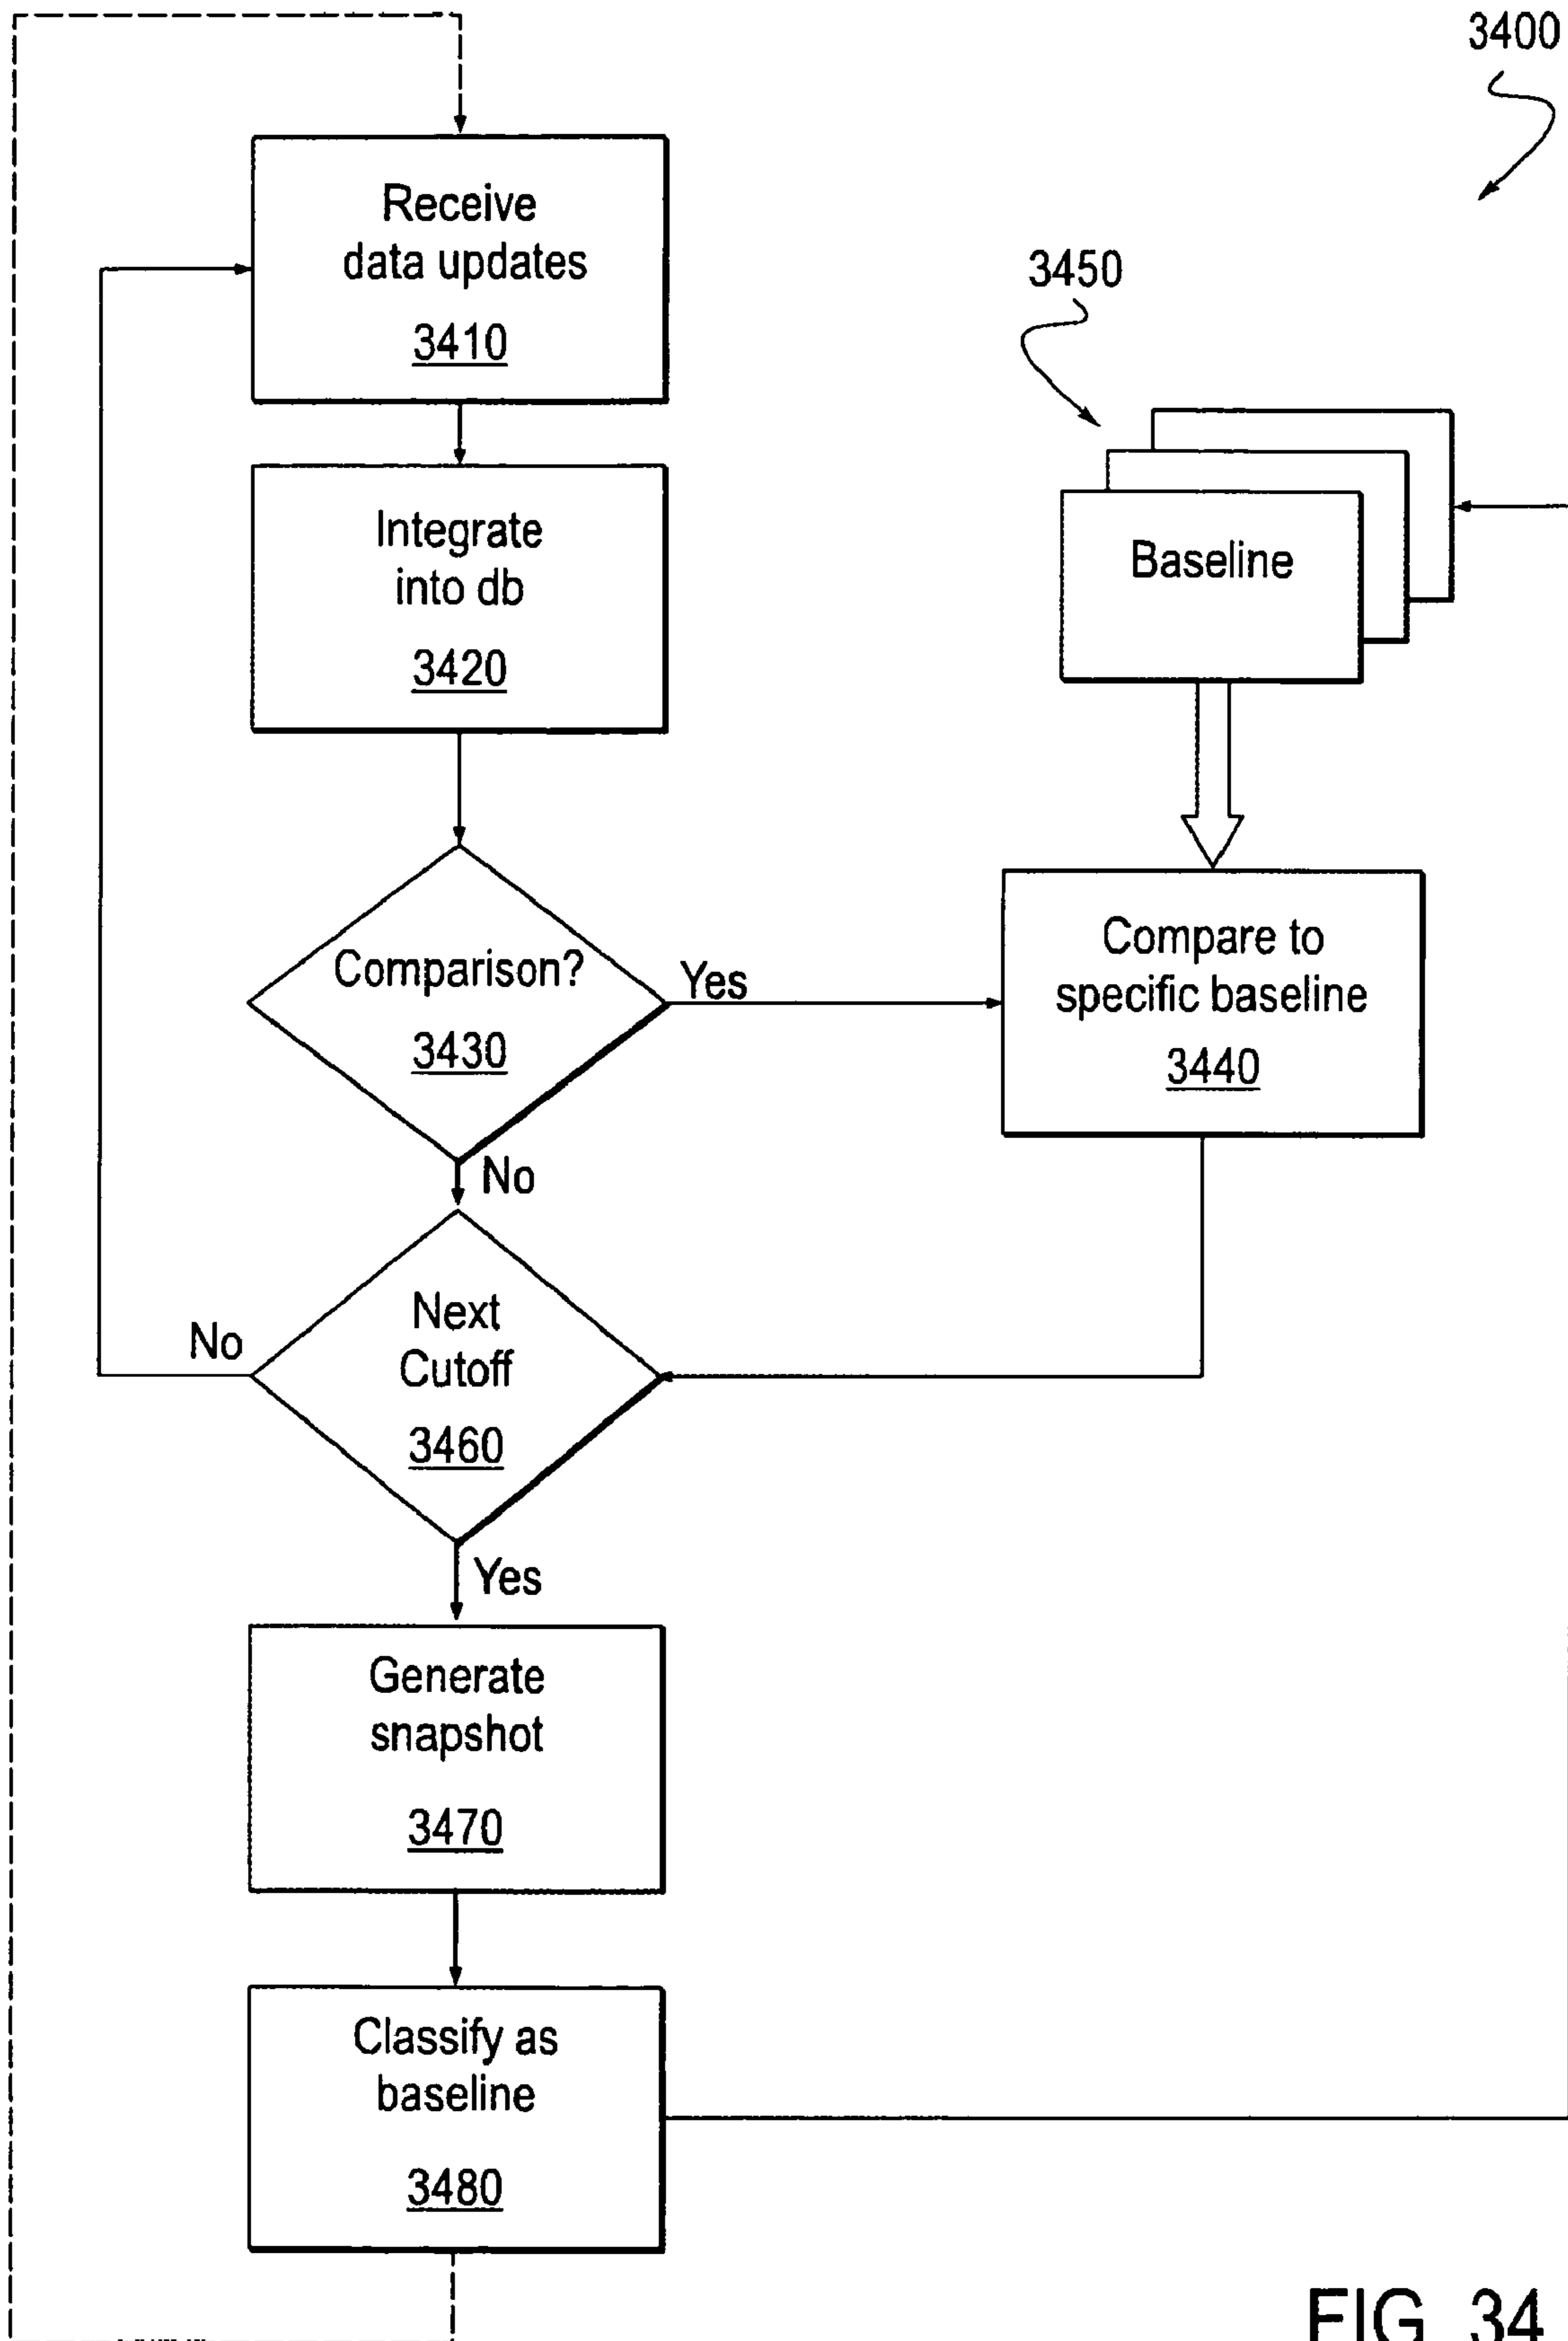 3400
Receive
data updates
3410
3450
Integrate
into db
3420
Baseline
Comparison?
3430
Yes
No
Compare to
specific baseline
3440
Next
Cutoff
3460
No
Yes
Generate
snapshot
3470
Classify as
baseline
3480
FIG. 34